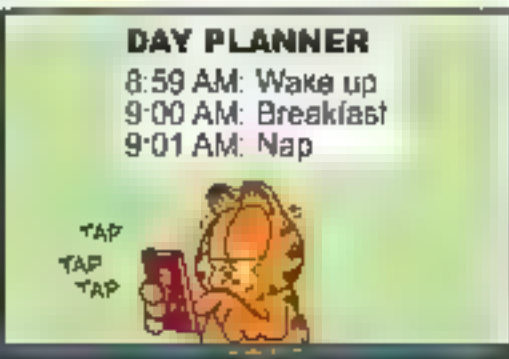 DAY PLANNER
8:59 AM: Wake up
9:00 AM: Breakfast
9:01 AM: Nap
TAP
TAP
TAP